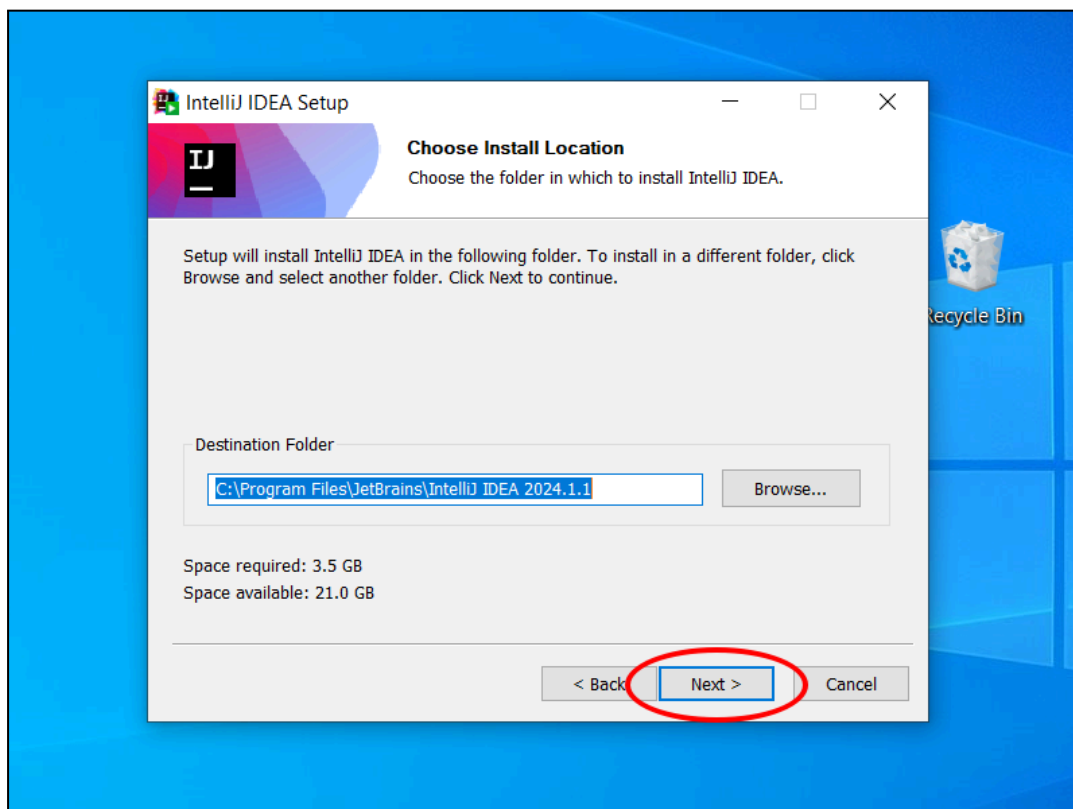 IntelliJ IDEA Setup
IJ
Choose Install Location
Choose the folder in which to install IntelliJ IDEA.
Setup will install IntelliJ IDEA in the following folder. To install in a different folder, click
Browse and select another folder. Click Next to continue.
Recycle Bin
Destination Folder
C:\Program Files\JetBrains\IntelliJ IDEA 2024.1.1
Browse...
Space required: 3.5 GB
Space available: 21.0 GB
< Back
Next >
Cancel